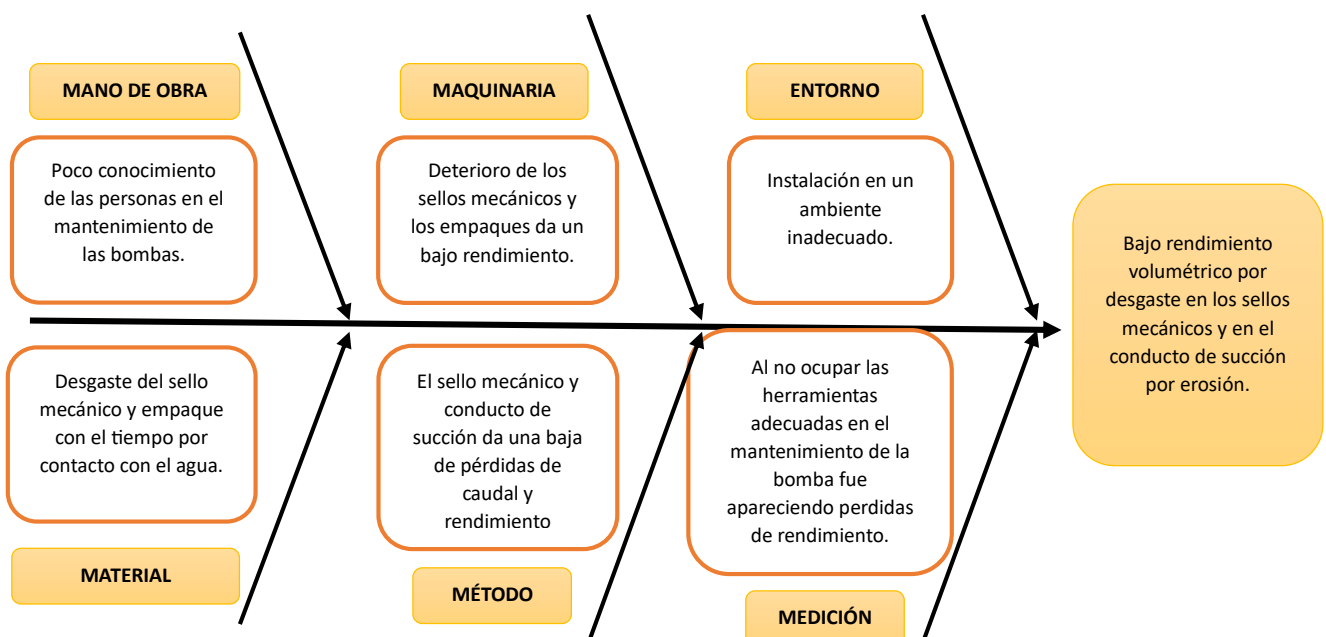 MANO DE OBRA
Poco conocimiento
de las personas en el
mantenimiento de
las bombas.
MAQUINARIA
Deterioro de los
sellos mecánicos y
los empaques da un
bajo rendimiento.
ENTORNO
Instalación en un
ambiente
inadecuado.
Bajo rendimiento
volumétrico por
desgaste en los sellos
mecánicos y en el
conducto de succión
por erosión.
Desgaste del sello
mecánico y empaque
con el tiempo por
contacto con el agua.
MATERIAL
El sello mecánico y
conducto de
succión da una baja
de pérdidas de
caudal y
rendimiento
MÉTODO
Al no ocupar las
herramientas
adecuadas en el
mantenimiento de la
bomba fue
apareciendo perdidas
de rendimiento.
MEDICIÓN